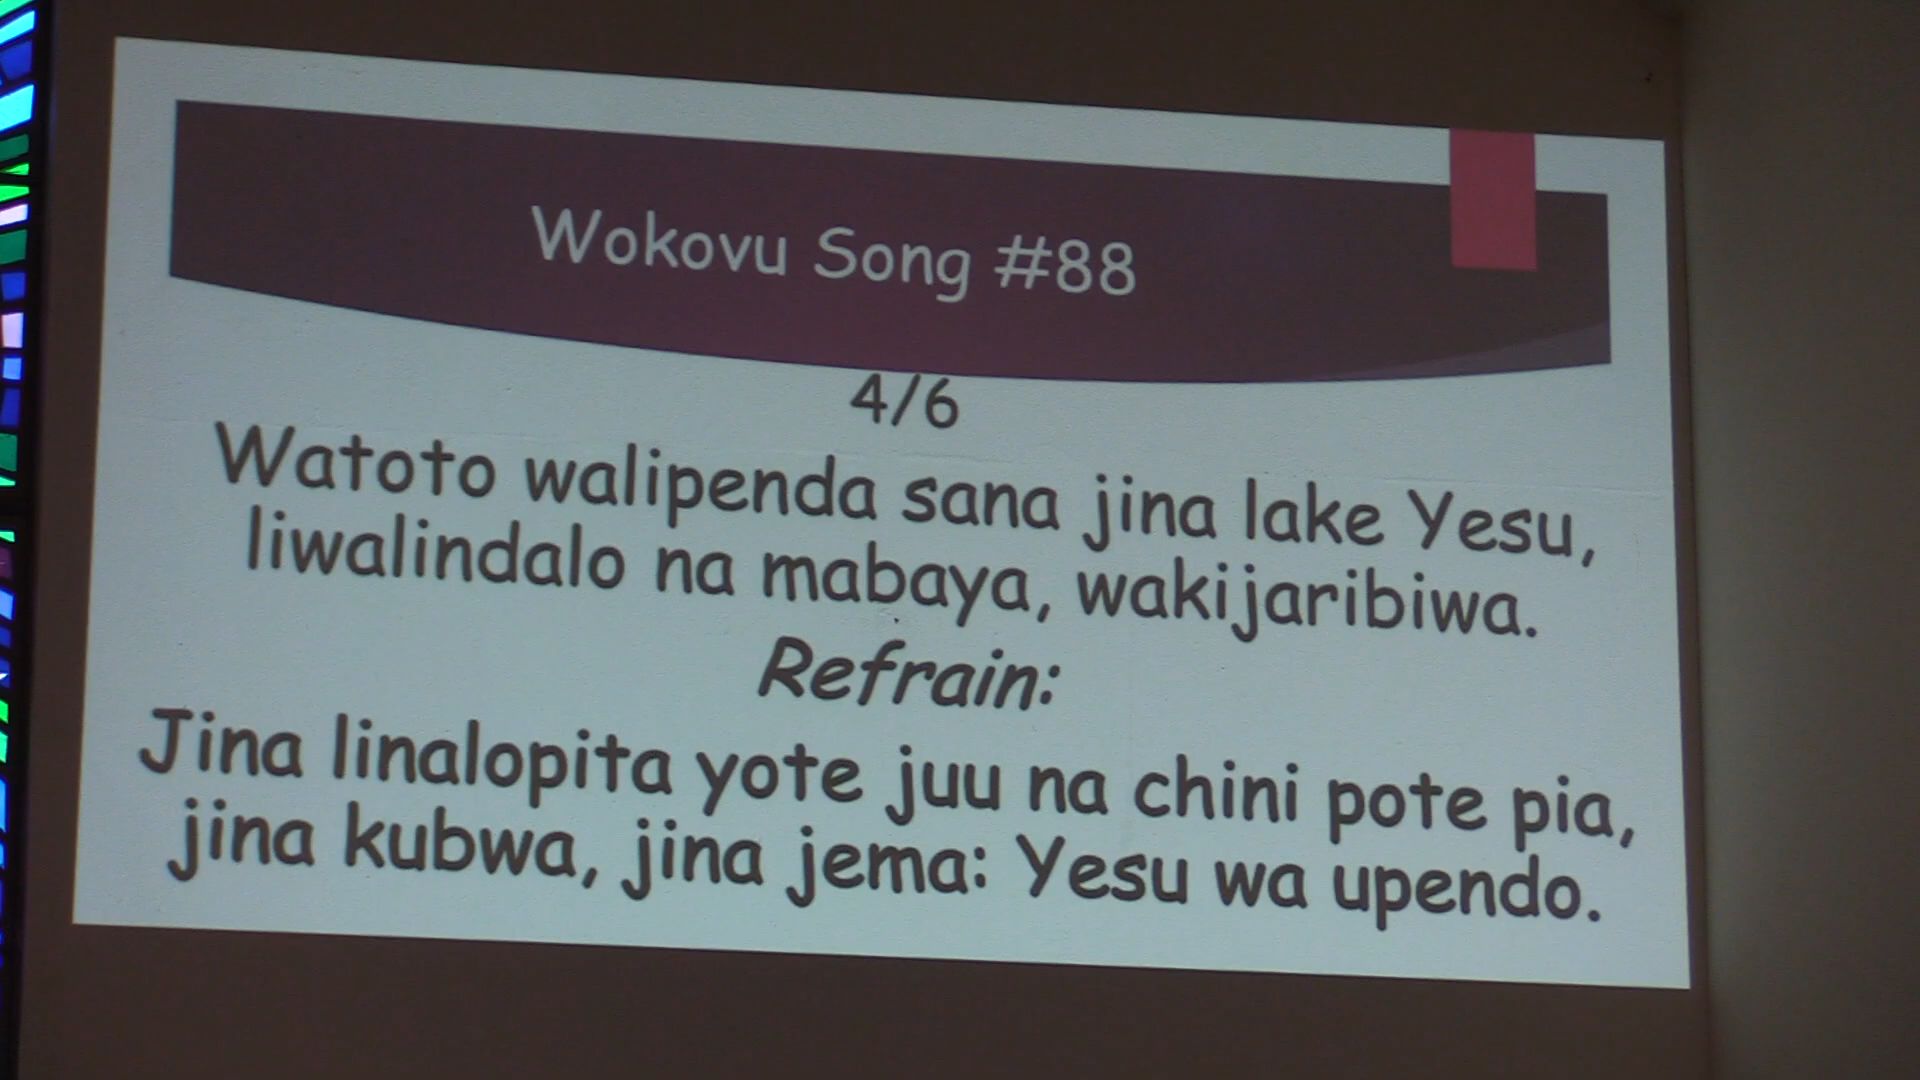 Wokovu Song #88
4/6
Watoto walipenda sana jina lake Yesu,
liwalindalo na mabaya, wakijaribiwa.
Refrain:
Jina linalopita yote juu na chini pote pia,
jina kubwa, jina jema: Yesu wa upendo.